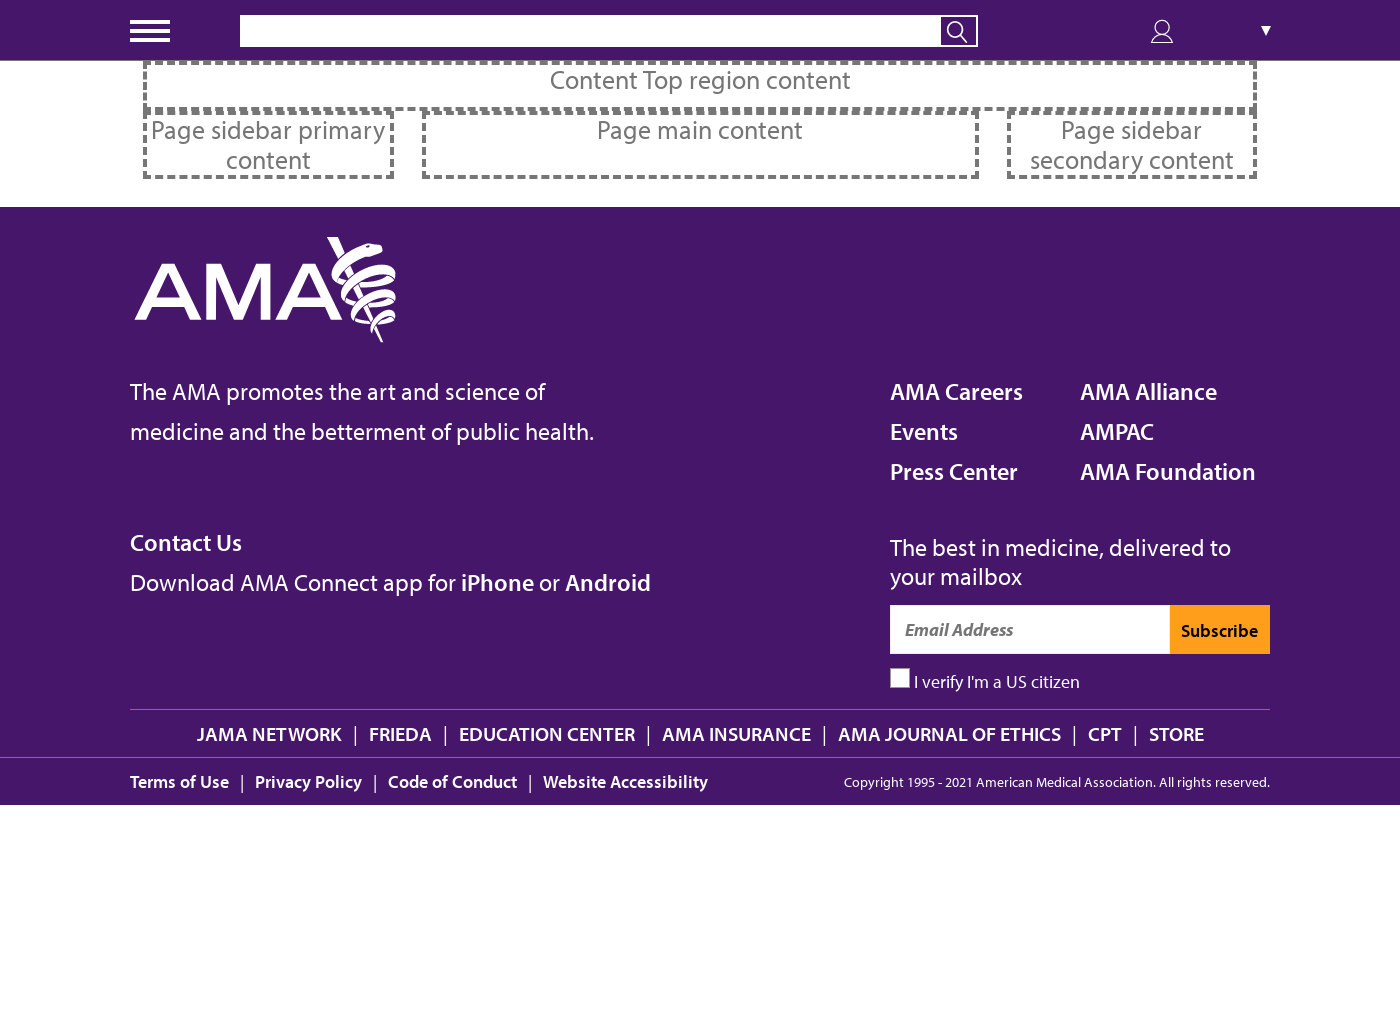 Content Top region content
Page sidebar primary
content
Page main content
Page sidebar
secondary content
AMA
The AMA promotes the art and science of
medicine and the betterment of public health.
AMA Careers
Events
Press Center
AMA Alliance
AMPAC
AMA Foundation
Contact Us
Download AMA Connect app for iPhone or Android
The best in medicine, delivered to
your mailbox
Email Address
Subscribe
I verify I'm a US citizen
JAMA NETWORK | FRIEDA | EDUCATION CENTER | AMA INSURANCE | AMA JOURNAL OF ETHICS | CPT | STORE
Terms of Use | Privacy Policy | Code of Conduct | Website Accessibility
Copyright 1995 - 2021 American Medical Association. All rights reserved.